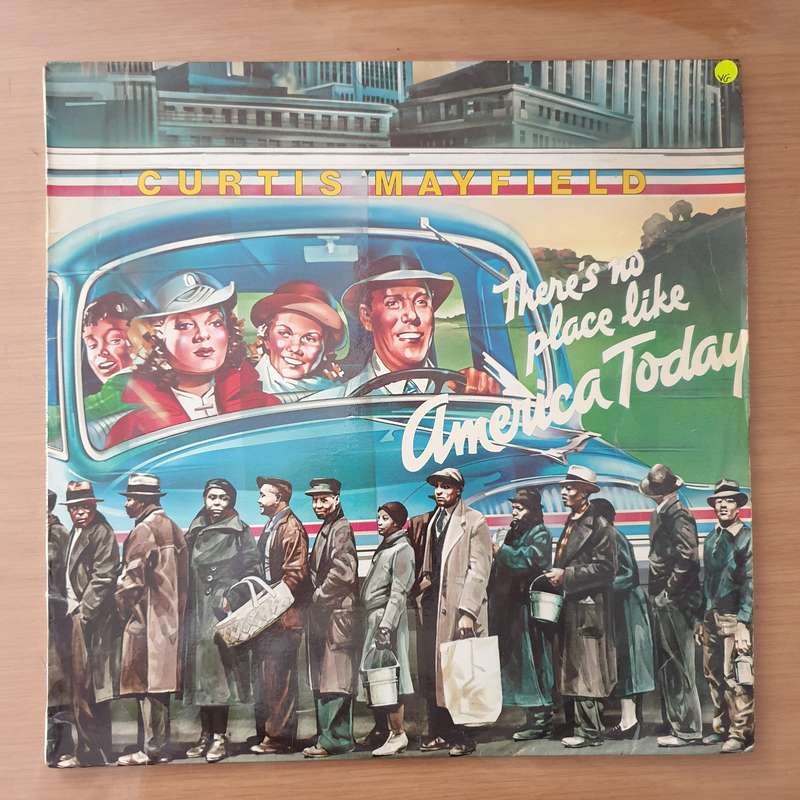 VG
CURTIS MAYFIELD
There's no
place like
America Today